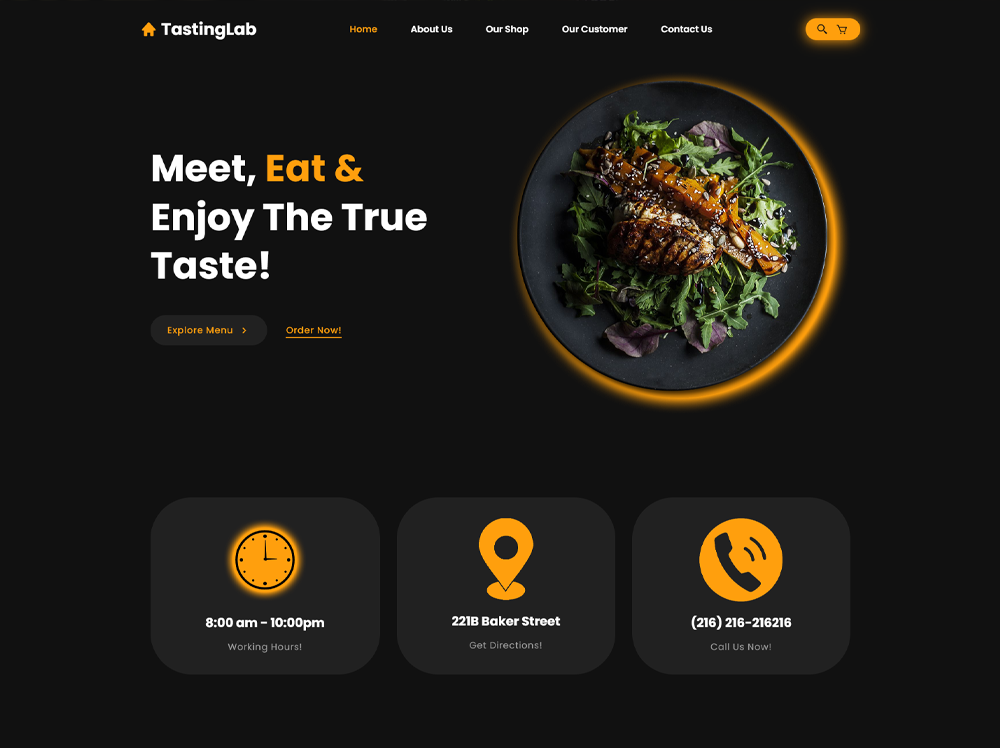 TastingLab
Home About Us Our Shop Our Customer Contact Us
Meet, Eat &
Enjoy The True
Taste!
Explore Menu >
Order Now!
8:00 am - 10:00pm
Working Hours!
221B Baker Street
Get Directions!
(216) 216-216216
Call Us Now!